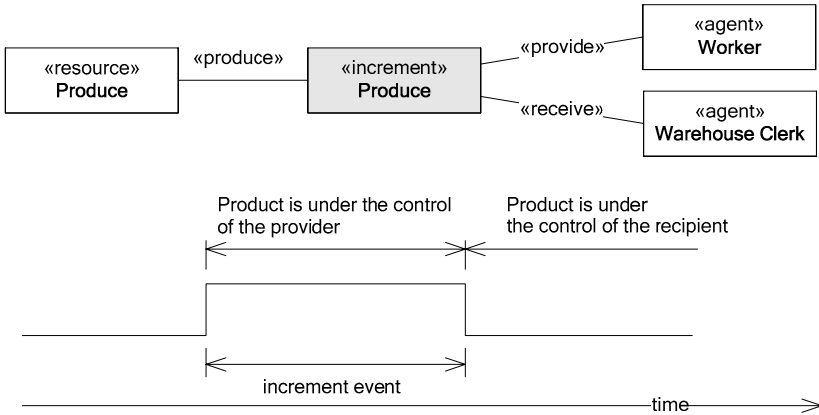 «resource»
Produce
«produce»
«increment»
Produce
«provide»
«receive»
«agent»
Worker
«agent»
Warehouse Clerk
Product is under the control
of the provider
Product is under
the control of the recipient
increment event
time